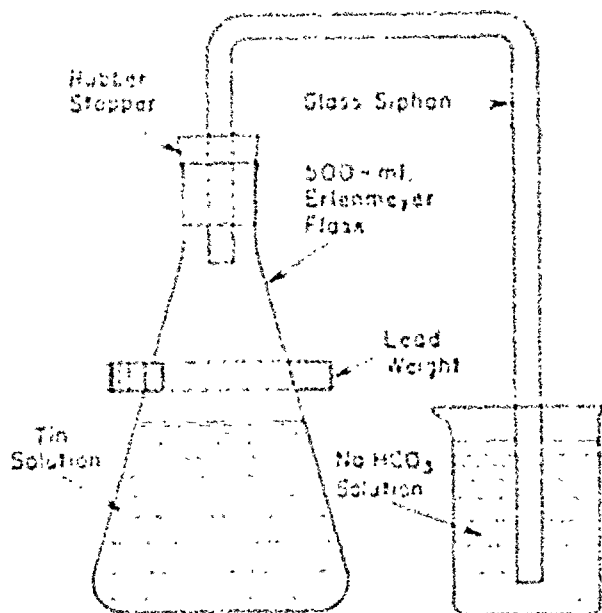 Rubber
Stopper
Glass Siphon
500-ml.
Erlenmeyer
Flask
Lead
Weight
Tin
Solution
NaHCO₃
Solution